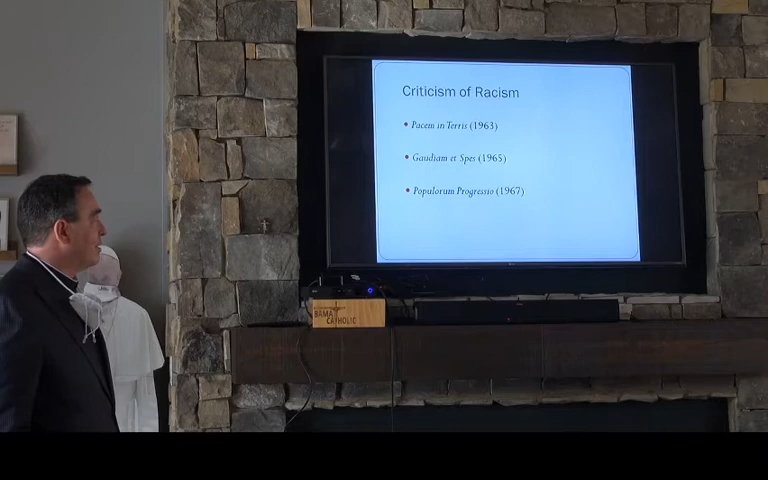 Criticism of Racism
• Pacem in Terris (1963)
• Gaudium et Spes (1965)
• Populorum Progressio (1967)
BAMA
CATHOLIC